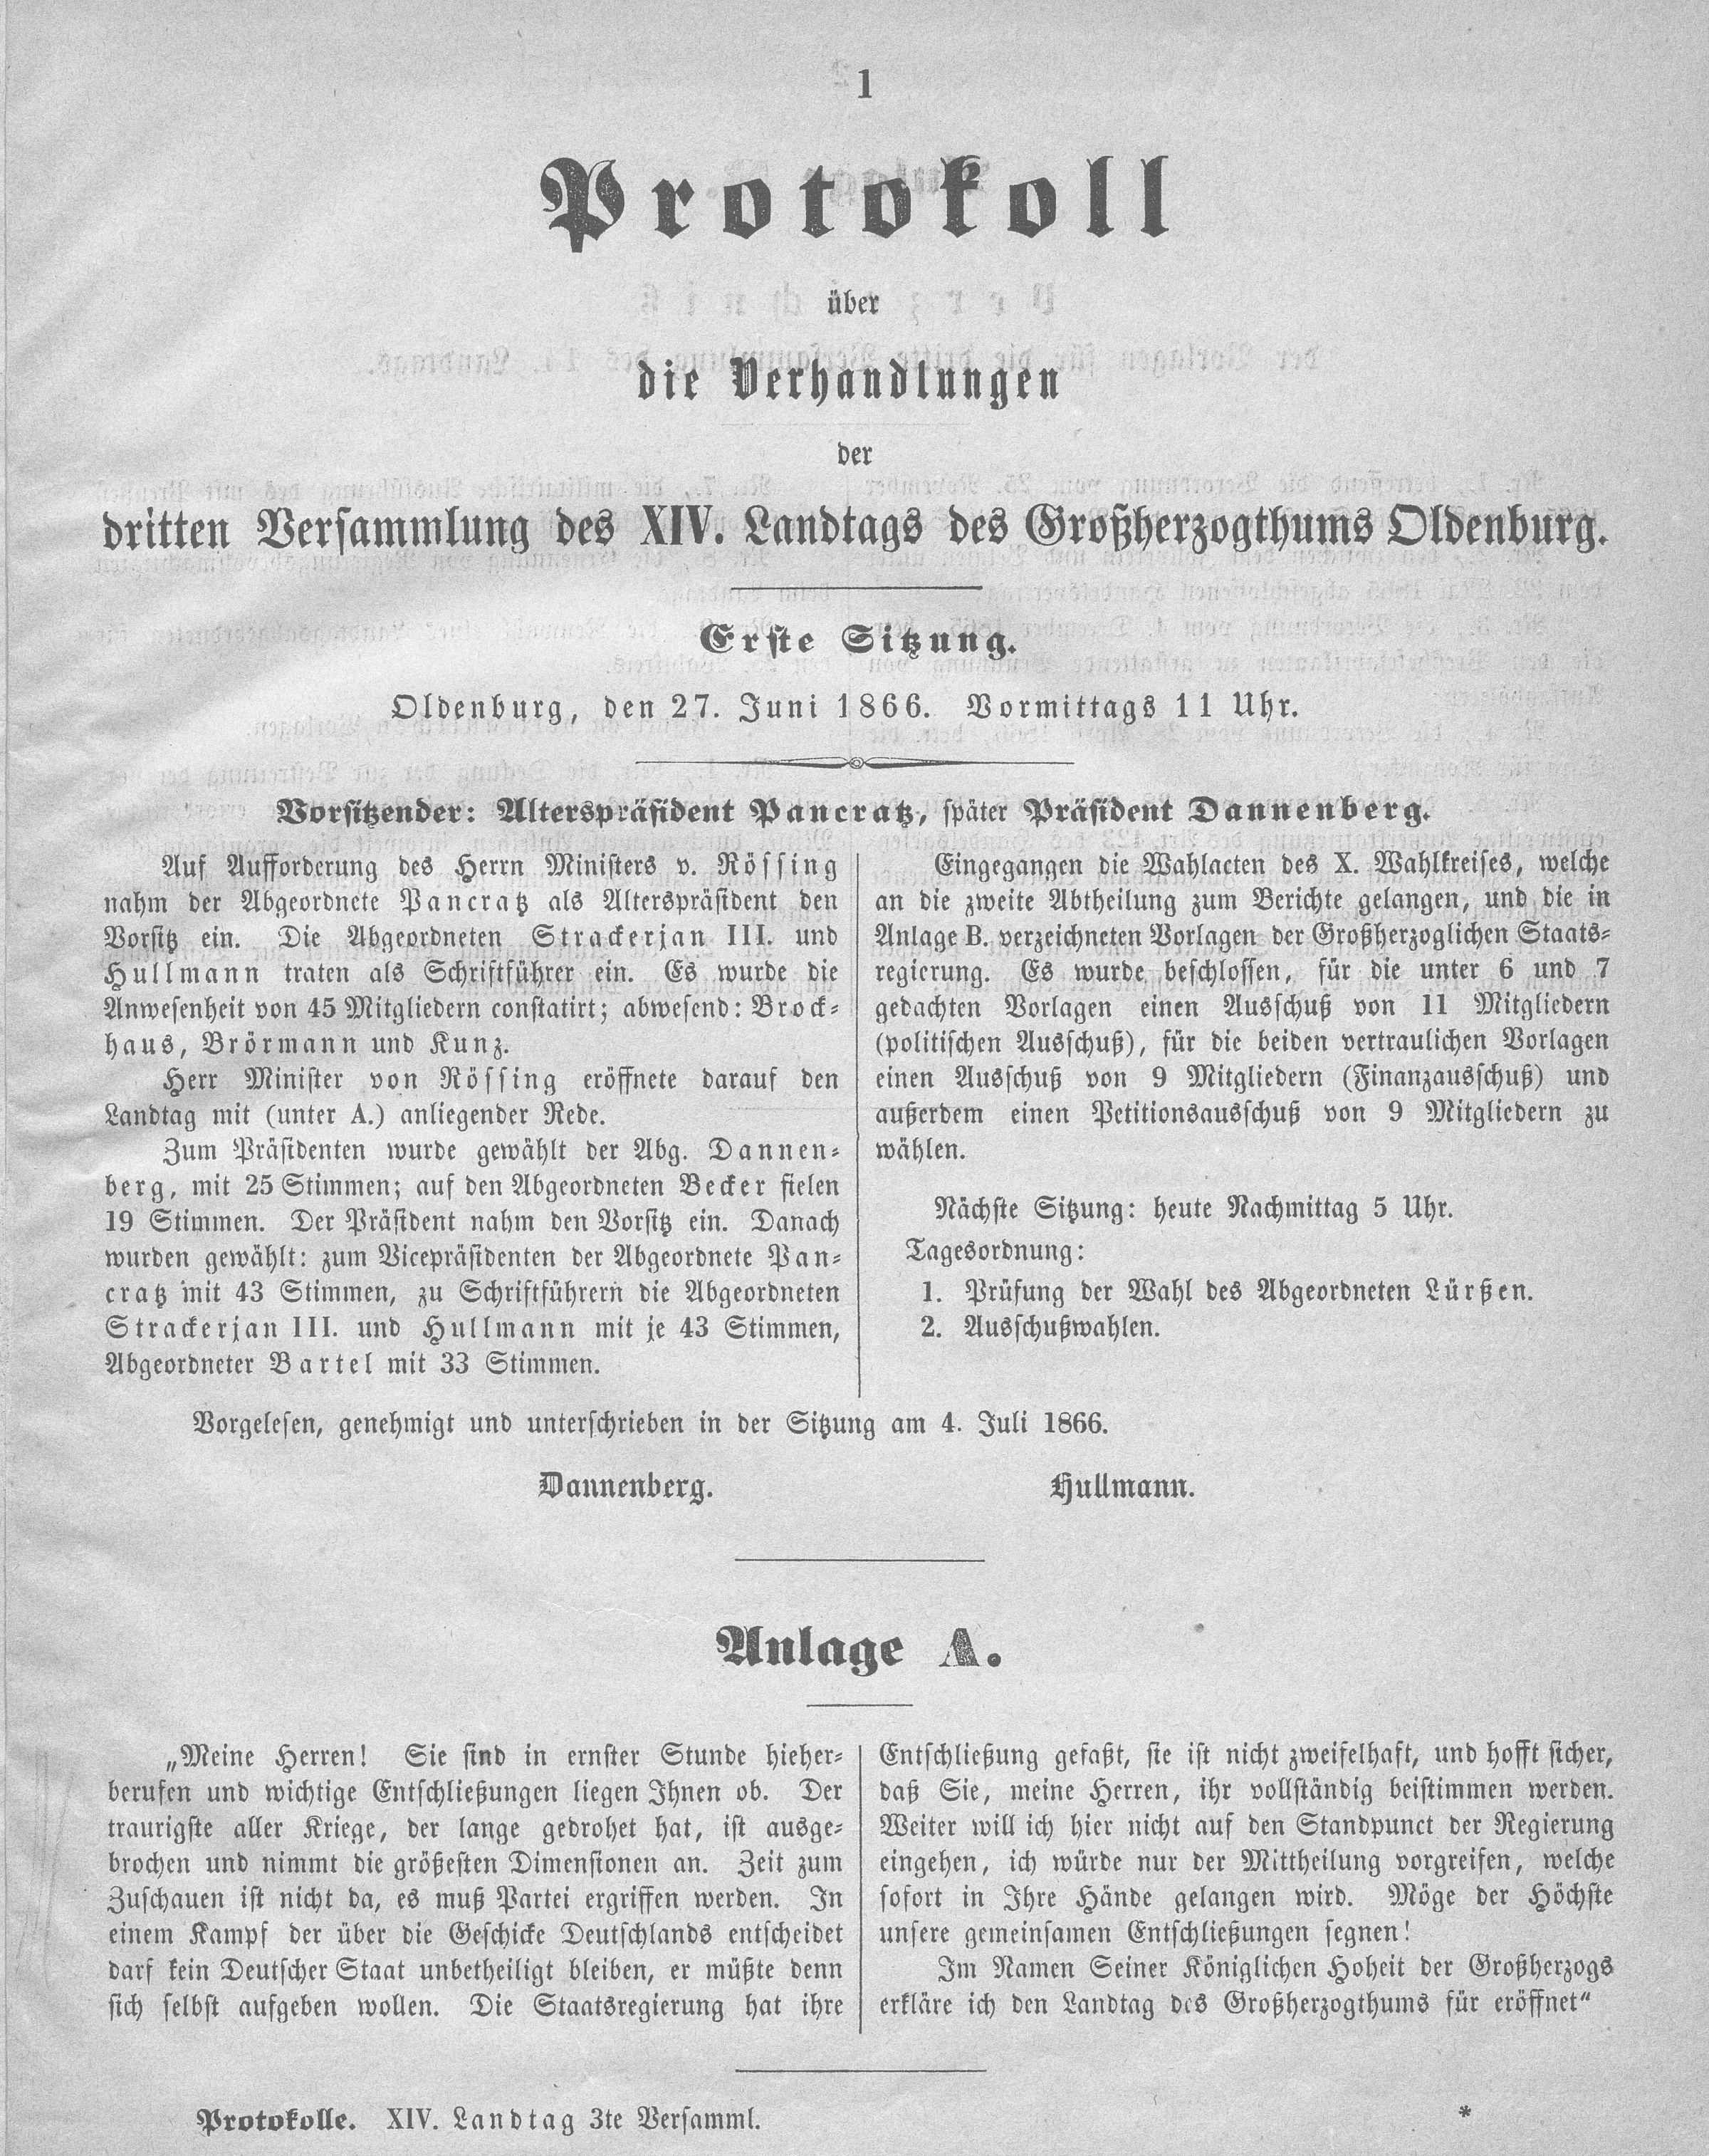 1
Protokoll
über
die Verhandlungen
der
dritten Versammlung des XIV. Landtags des Großherzogthums Oldenburg.
Erste Sitzung.
Oldenburg, den 27. Juni 1866. Vormittags 11 Uhr.
Vorsitzender: Alterspräsident Pancratz, später Präsident Dannenberg.
Auf Aufforderung des Herrn Ministers v. Rössing
nahm der Abgeordnete Pancratz als Alterspräsident den
Vorsitz ein. Die Abgeordneten Strackerjan III. und
Hullmann traten als Schriftführer ein. Es wurde die
Anwesenheit von 45 Mitgliedern constatirt; abwesend: Brock-
haus, Brörmann und Kunz.
Herr Minister von Rössing eröffnete darauf den
Landtag mit (unter A.) anliegender Rede.
Zum Präsidenten wurde gewählt der Abg. Dannen-
berg, mit 25 Stimmen; auf den Abgeordneten Becker fielen
19 Stimmen. Der Präsident nahm den Vorsitz ein. Danach
wurden gewählt: zum Vicepräsidenten der Abgeordnete Pan-
cratz mit 43 Stimmen, zu Schriftführern die Abgeordneten
Strackerjan III. und Hullmann mit je 43 Stimmen,
Abgeordneter Bartel mit 33 Stimmen.
Eingegangen die Wahlacten des X. Wahlkreises, welche
an die zweite Abtheilung zum Berichte gelangen, und die in
Anlage B. verzeichneten Vorlagen der Großherzoglichen Staats-
regierung. Es wurde beschlossen, für die unter 6 und 7
gedachten Vorlagen einen Ausschuß von 11 Mitgliedern
(politischen Ausschuß), für die beiden vertraulichen Vorlagen
einen Ausschuß von 9 Mitgliedern (Finanzausschuß) und
außerdem einen Petitionsausschuß von 9 Mitgliedern zu
wählen.
Nächste Sitzung: heute Nachmittag 5 Uhr.
Tagesordnung:
1. Prüfung der Wahl des Abgeordneten Lürßen.
2. Ausschußwahlen.
Vorgelesen, genehmigt und unterschrieben in der Sitzung am 4. Juli 1866.
Dannenberg. Hullmann.
Anlage A.
„Meine Herren! Sie sind in ernster Stunde hieher-
berufen und wichtige Entschließungen liegen Ihnen ob. Der
traurigste aller Kriege, der lange gedrohet hat, ist ausge-
brochen und nimmt die größesten Dimensionen an. Zeit zum
Zuschauen ist nicht da, es muß Partei ergriffen werden. In
einem Kampf der über die Geschicke Deutschlands entscheidet
darf kein Deutscher Staat unbetheiligt bleiben, er müßte denn
sich selbst aufgeben wollen. Die Staatsregierung hat ihre
Entschließung gefaßt, sie ist nicht zweifelhaft, und hofft sicher,
daß Sie, meine Herren, ihr vollständig beistimmen werden.
Weiter will ich hier nicht auf den Standpunct der Regierung
eingehen, ich würde nur der Mittheilung vorgreifen, welche
sofort in Ihre Hände gelangen wird. Möge der Höchste
unsere gemeinsamen Entschließungen segnen!
Im Namen Seiner Königlichen Hoheit der Großherzogs
erkläre ich den Landtag des Großherzogthums für eröffnet“
Protokolle. XIV. Landtag 3te Versamml. *